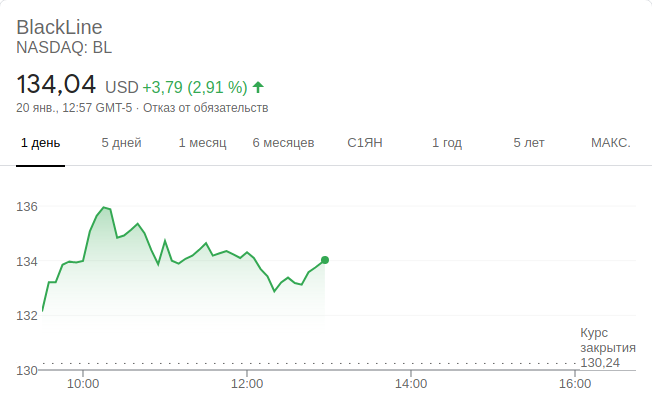 BlackLine
NASDAQ: BL
134,04 USD +3,79 (2,91 %)
20 янв., 12:57 GMT-5 · Отказ от обязательств
1 день 5 дней 1 месяц 6 месяцев С1ЯН 1 год 5 лет МАКС.
136
134
132
Курс
закрытия
130,24
130
10:00 12:00 14:00 16:00